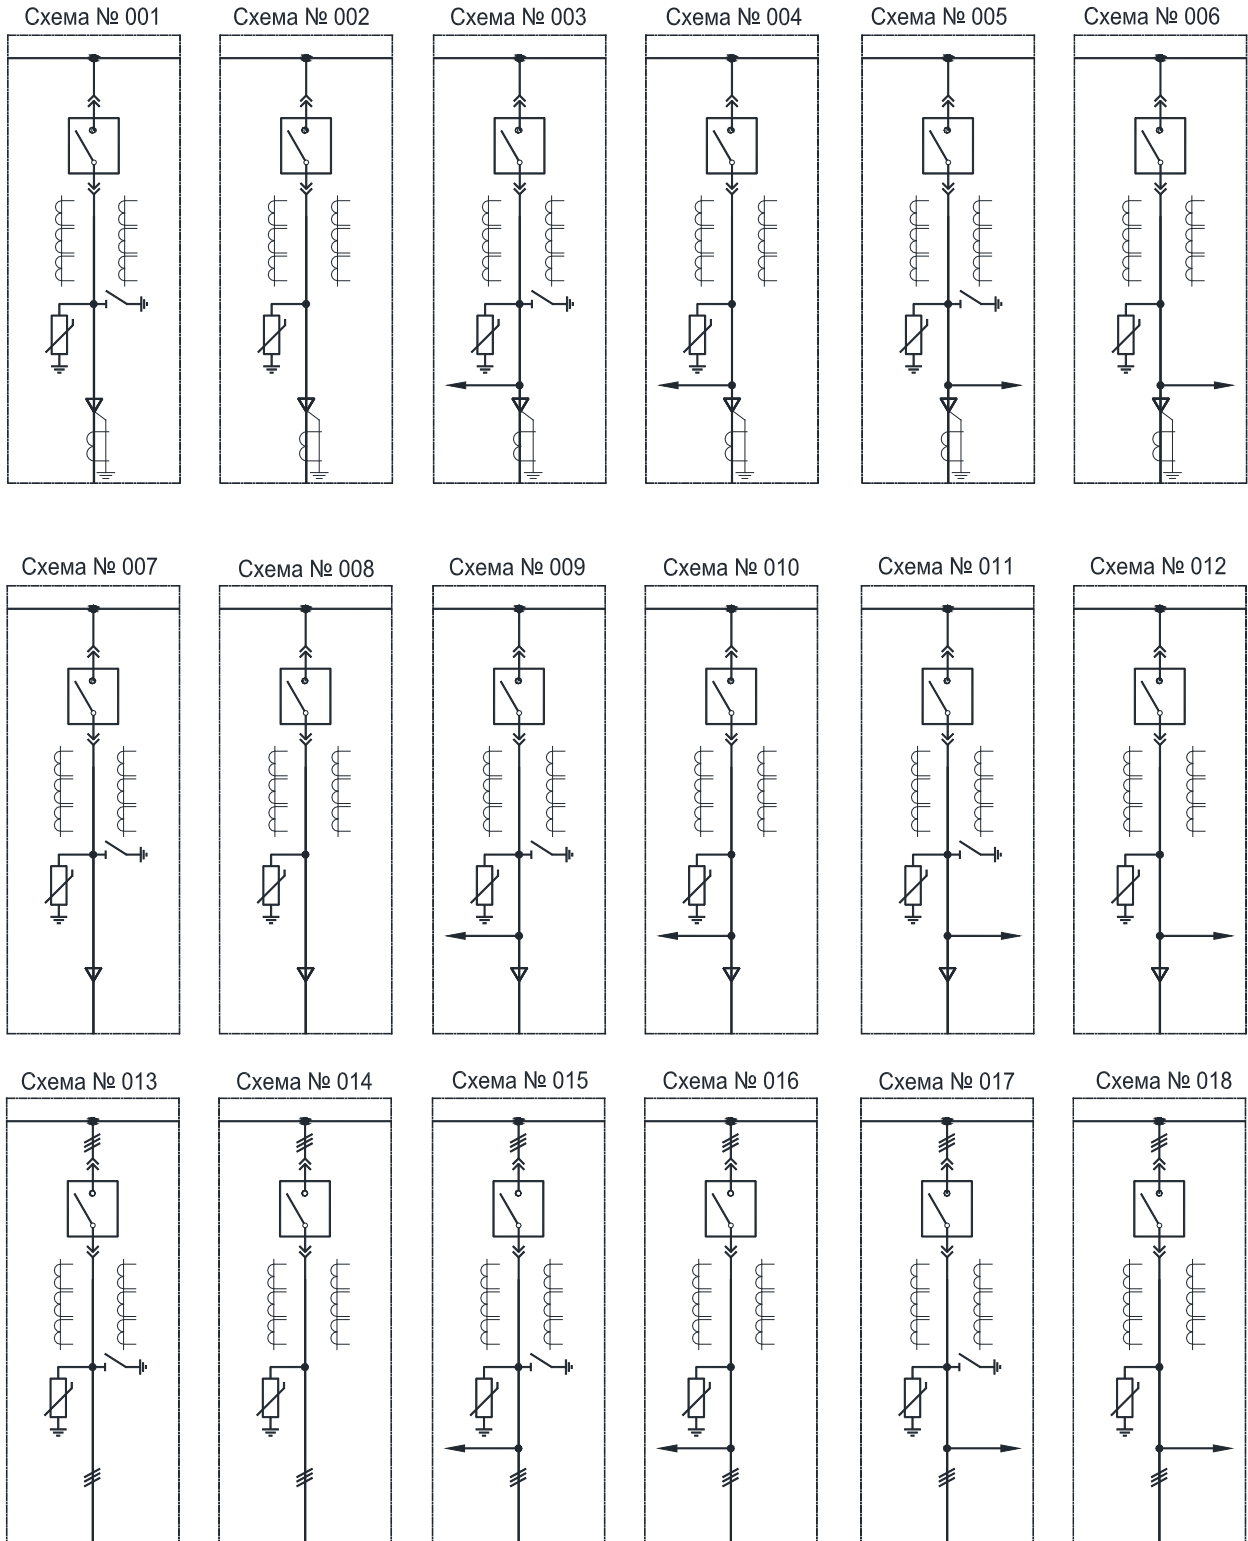 Схема № 001
Схема № 002
Схема № 003
Схема № 004
Схема № 005
Схема № 006
Схема № 007
Схема № 008
Схема № 009
Схема № 010
Схема № 011
Схема № 012
Схема № 013
Схема № 014
Схема № 015
Схема № 016
Схема № 017
Схема № 018